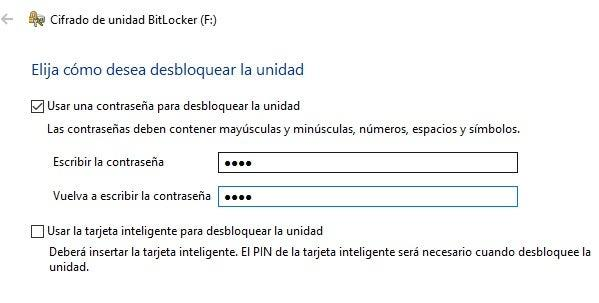 Cifrado de unidad BitLocker (F:)
Elija cómo desea desbloquear la unidad
Usar una contraseña para desbloquear la unidad
Las contraseñas deben contener mayúsculas y minúsculas, números, espacios y símbolos.
Escribir la contraseña ●●●●
Vuelva a escribir la contraseña ●●●●
Usar la tarjeta inteligente para desbloquear la unidad
Deberá insertar la tarjeta inteligente. El PIN de la tarjeta inteligente será necesario cuando desbloquee la
unidad.